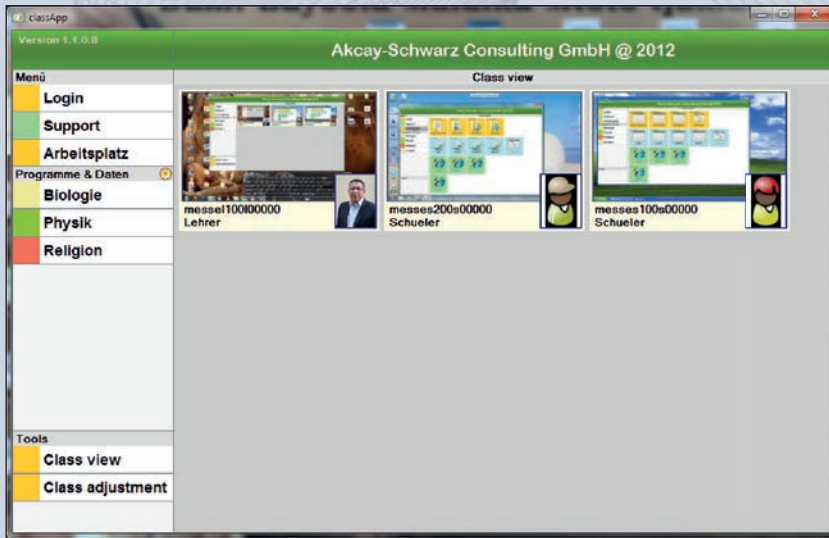 classApp
Version 1.1.0.8
Akcay-Schwarz Consulting GmbH @ 2012
Menü
Class view
Login
Support
Arbeitsplatz
Programme & Daten
Biologie
Physik
Religion
messel100l00000
Lehrer
messes200s00000
Schueler
messes100s00000
Schueler
Tools
Class view
Class adjustment